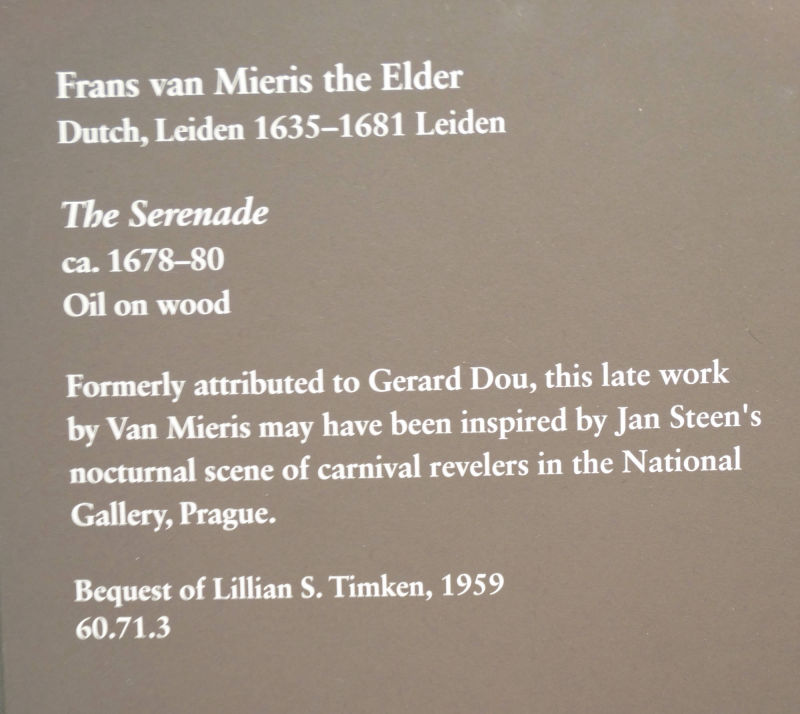 Frans van Mieris the Elder
Dutch, Leiden 1635–1681 Leiden
The Serenade
ca. 1678–80
Oil on wood
Formerly attributed to Gerard Dou, this late work
by Van Mieris may have been inspired by Jan Steen's
nocturnal scene of carnival revelers in the National
Gallery, Prague.
Bequest of Lillian S. Timken, 1959
60.71.3